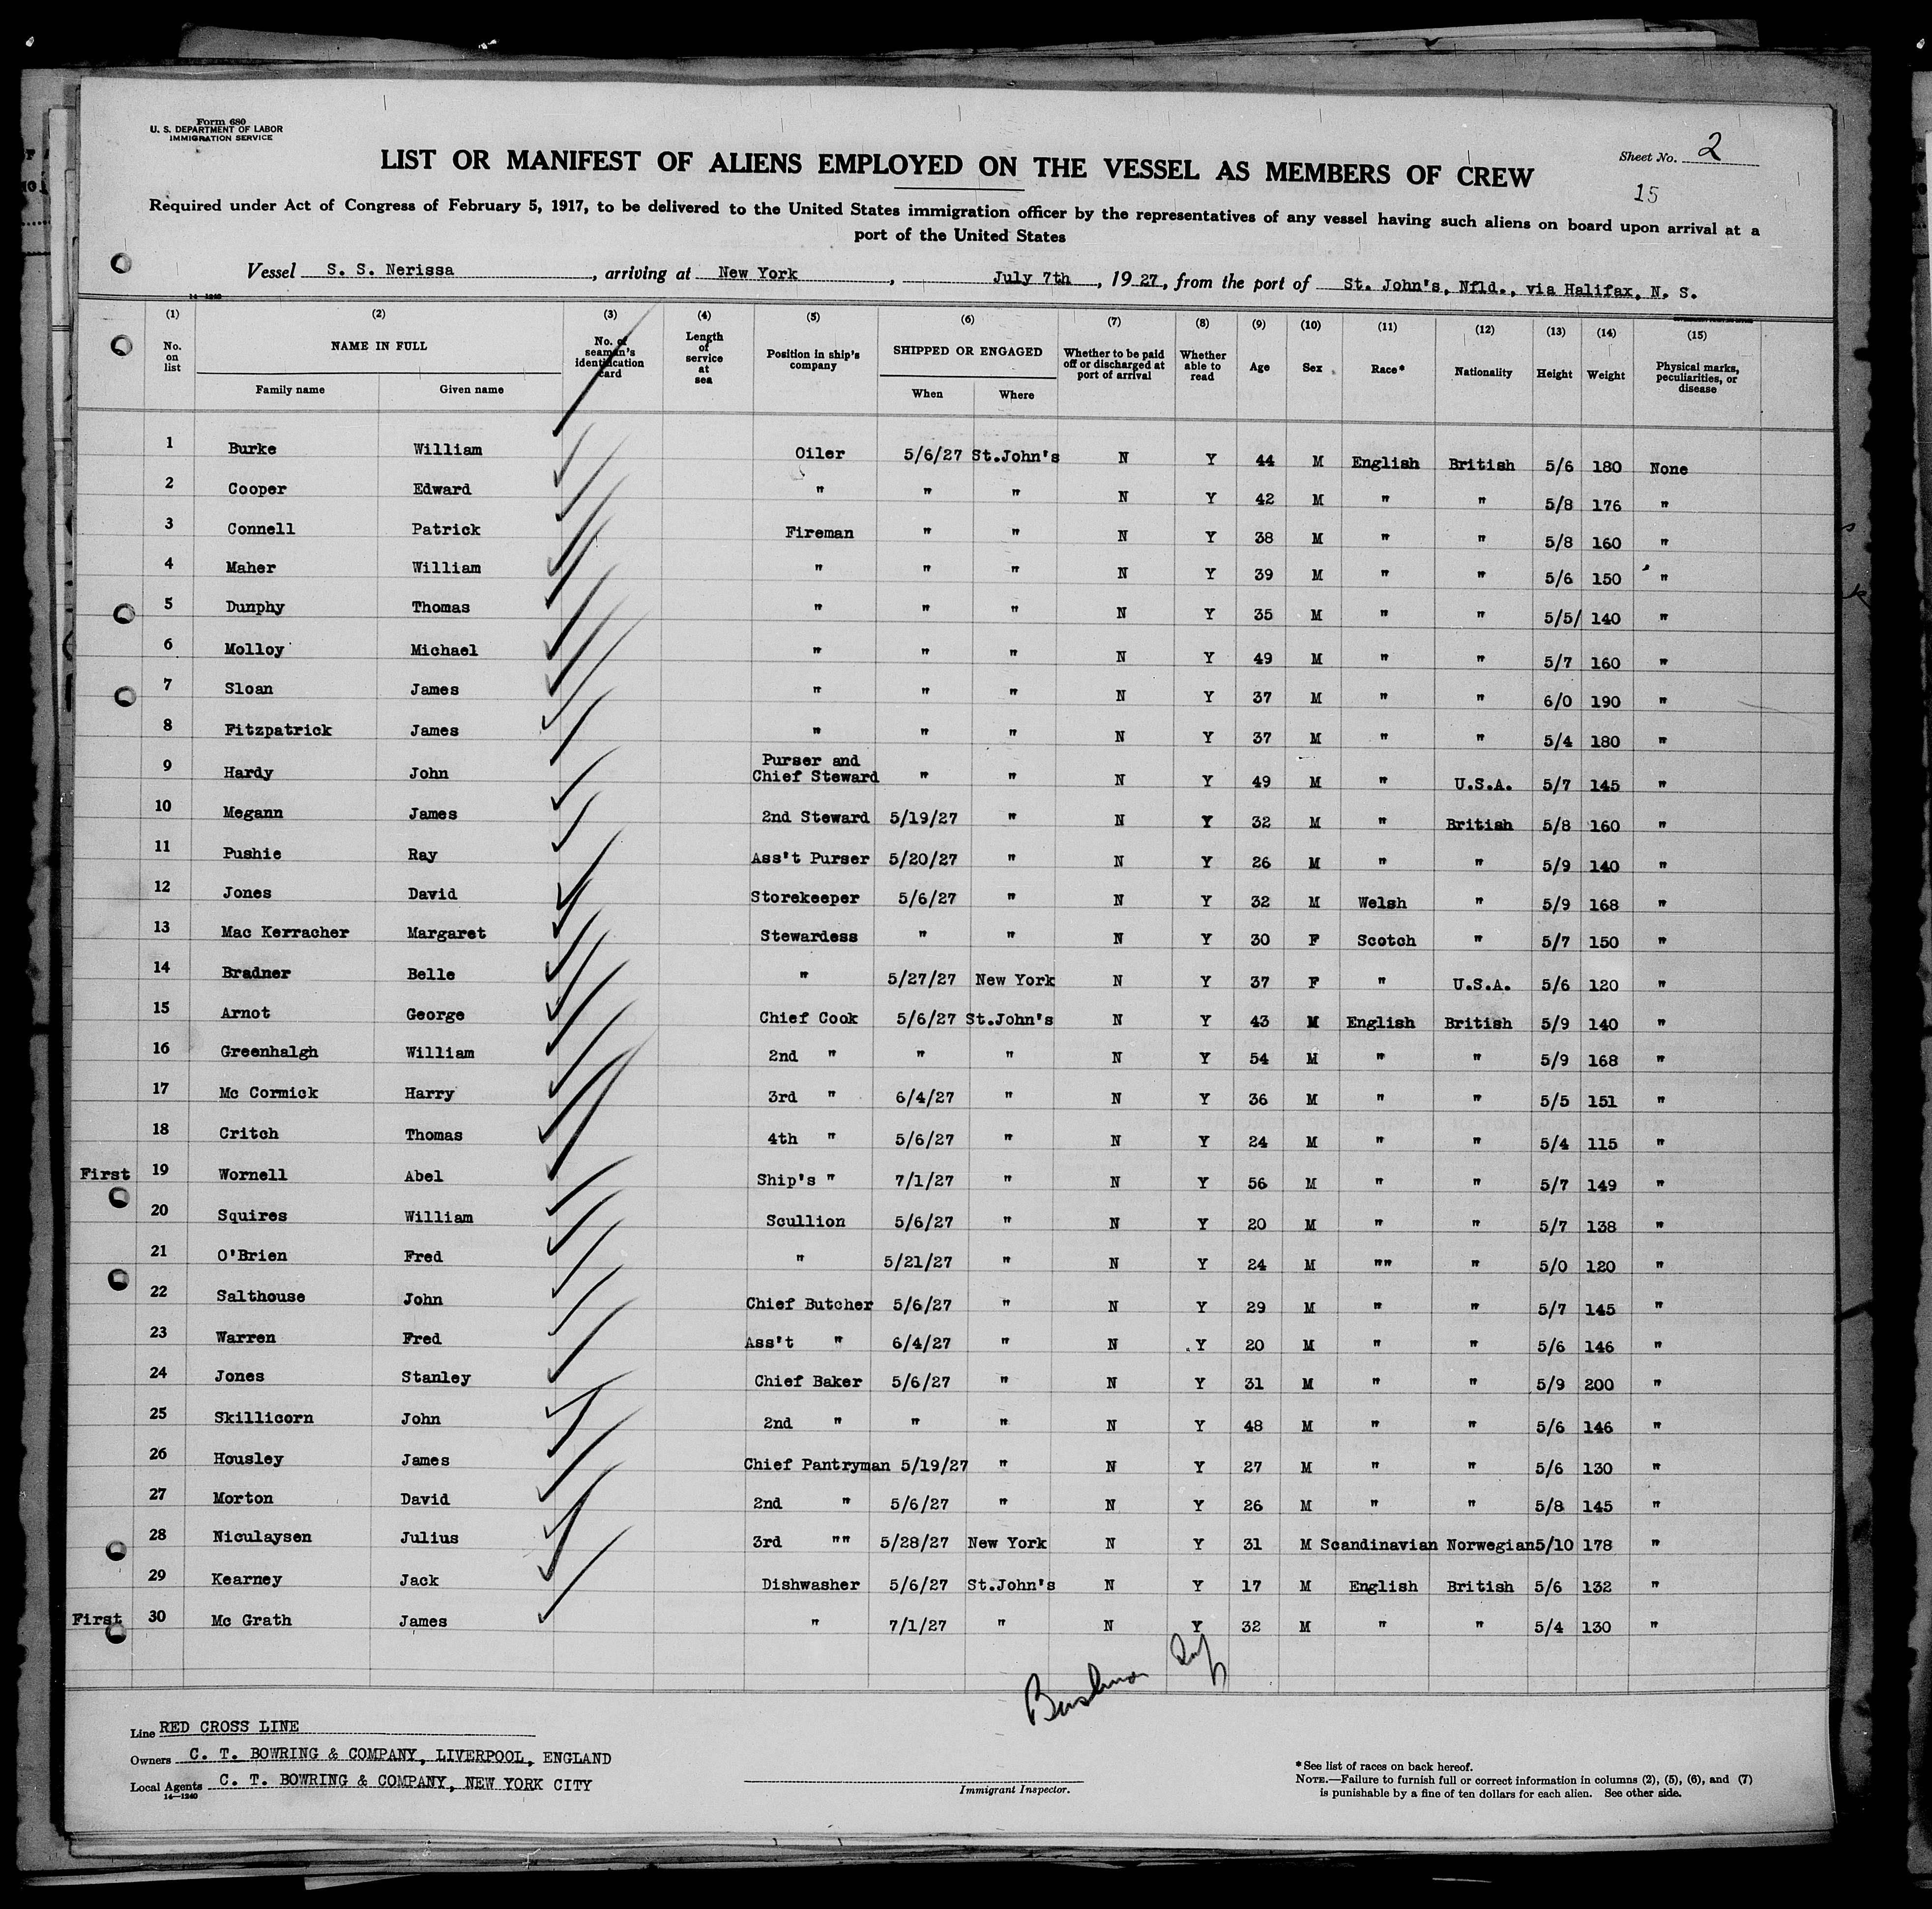 Form 680
U. S. DEPARTMENT OF LABOR
IMMIGRATION SERVICE
Sheet No. 2
LIST OR MANIFEST OF ALIENS EMPLOYED ON THE VESSEL AS MEMBERS OF CREW
15
Required under Act of Congress of February 5, 1917, to be delivered to the United States immigration officer by the representatives of any vessel having such aliens on board upon arrival at a
port of the United States
Vessel S. S. Nerissa, arriving at New York, July 7th, 1927, from the port of St. John's, Nfld., via Halifax, N. S.
14—1240
(1) (2) (3) (4) (5) (6) (7) (8) (9) (10) (11) (12) (13) (14) (15)
No. on list NAME IN FULL Family name Given name No. of seaman's identification card Length of service at sea Position in ship's company SHIPPED OR ENGAGED When Where Whether to be paid off or discharged at port of arrival Whether able to read Age Sex Race* Nationality Height Weight Physical marks, peculiarities, or disease
1 Burke William Oiler 5/6/27 St.John's N Y 44 M English British 5/6 180 None
2 Cooper Edward " " " N Y 42 M " " 5/8 176 "
3 Connell Patrick Fireman " " N Y 38 M " " 5/8 160 "
4 Maher William " " " N Y 39 M " " 5/6 150 "
5 Dunphy Thomas " " " N Y 35 M " " 5/5/ 140 "
6 Molloy Michael " " " N Y 49 M " " 5/7 160 "
7 Sloan James " " " N Y 37 M " " 6/0 190 "
8 Fitzpatrick James " " " N Y 37 M " " 5/4 180 "
9 Hardy John Purser and Chief Steward " " N Y 49 M " U.S.A. 5/7 145 "
10 Megann James 2nd Steward 5/19/27 " N Y 32 M " British 5/8 160 "
11 Pushie Ray Ass't Purser 5/20/27 " N Y 26 M " " 5/9 140 "
12 Jones David Storekeeper 5/6/27 " N Y 32 M Welsh " 5/9 168 "
13 Mac Kerracher Margaret Stewardess " " N Y 30 F Scotch " 5/7 150 "
14 Bradner Belle " 5/27/27 New York N Y 37 F " U.S.A. 5/6 120 "
15 Arnot George Chief Cook 5/6/27 St.John's N Y 43 M English British 5/9 140 "
16 Greenhalgh William 2nd " " " N Y 54 M " " 5/9 168 "
17 Mc Cormick Harry 3rd " 6/4/27 " N Y 36 M " " 5/5 151 "
18 Critch Thomas 4th " 5/6/27 " N Y 24 M " " 5/4 115 "
First 19 Wornell Abel Ship's " 7/1/27 " N Y 56 M " " 5/7 149 "
20 Squires William Scullion 5/6/27 " N Y 20 M " " 5/7 138 "
21 O'Brien Fred " 5/21/27 " N Y 24 M "" " 5/0 120 "
22 Salthouse John Chief Butcher 5/6/27 " N Y 29 M " " 5/7 145 "
23 Warren Fred Ass't " 6/4/27 " N Y 20 M " " 5/6 146 "
24 Jones Stanley Chief Baker 5/6/27 " N Y 31 M " " 5/9 200 "
25 Skillicorn John 2nd " " " N Y 48 M " " 5/6 146 "
26 Housley James Chief Pantryman 5/19/27 " N Y 27 M " " 5/6 130 "
27 Morton David 2nd " 5/6/27 " N Y 26 M " " 5/8 145 "
28 Niculaysen Julius 3rd "" 5/28/27 New York N Y 31 M Scandinavian Norwegian 5/10 178 "
29 Kearney Jack Dishwasher 5/6/27 St.John's N Y 17 M English British 5/6 132 "
First 30 Mc Grath James " 7/1/27 " N Y 32 M " " 5/4 130 "
Line RED CROSS LINE
Owners C. T. BOWRING & COMPANY, LIVERPOOL, ENGLAND
Local Agents C. T. BOWRING & COMPANY, NEW YORK CITY
14—1240
Immigrant Inspector.
*See list of races on back hereof.
NOTE.—Failure to furnish full or correct information in columns (2), (5), (6), and (7)
is punishable by a fine of ten dollars for each alien. See other side.